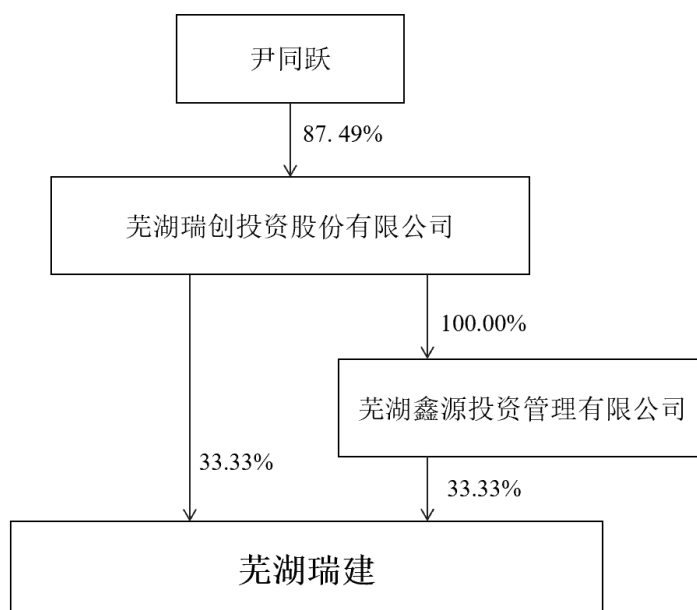 尹同跃
87.49%
芜湖瑞创投资股份有限公司
100.00%
芜湖鑫源投资管理有限公司
33.33%
33.33%
芜湖瑞建